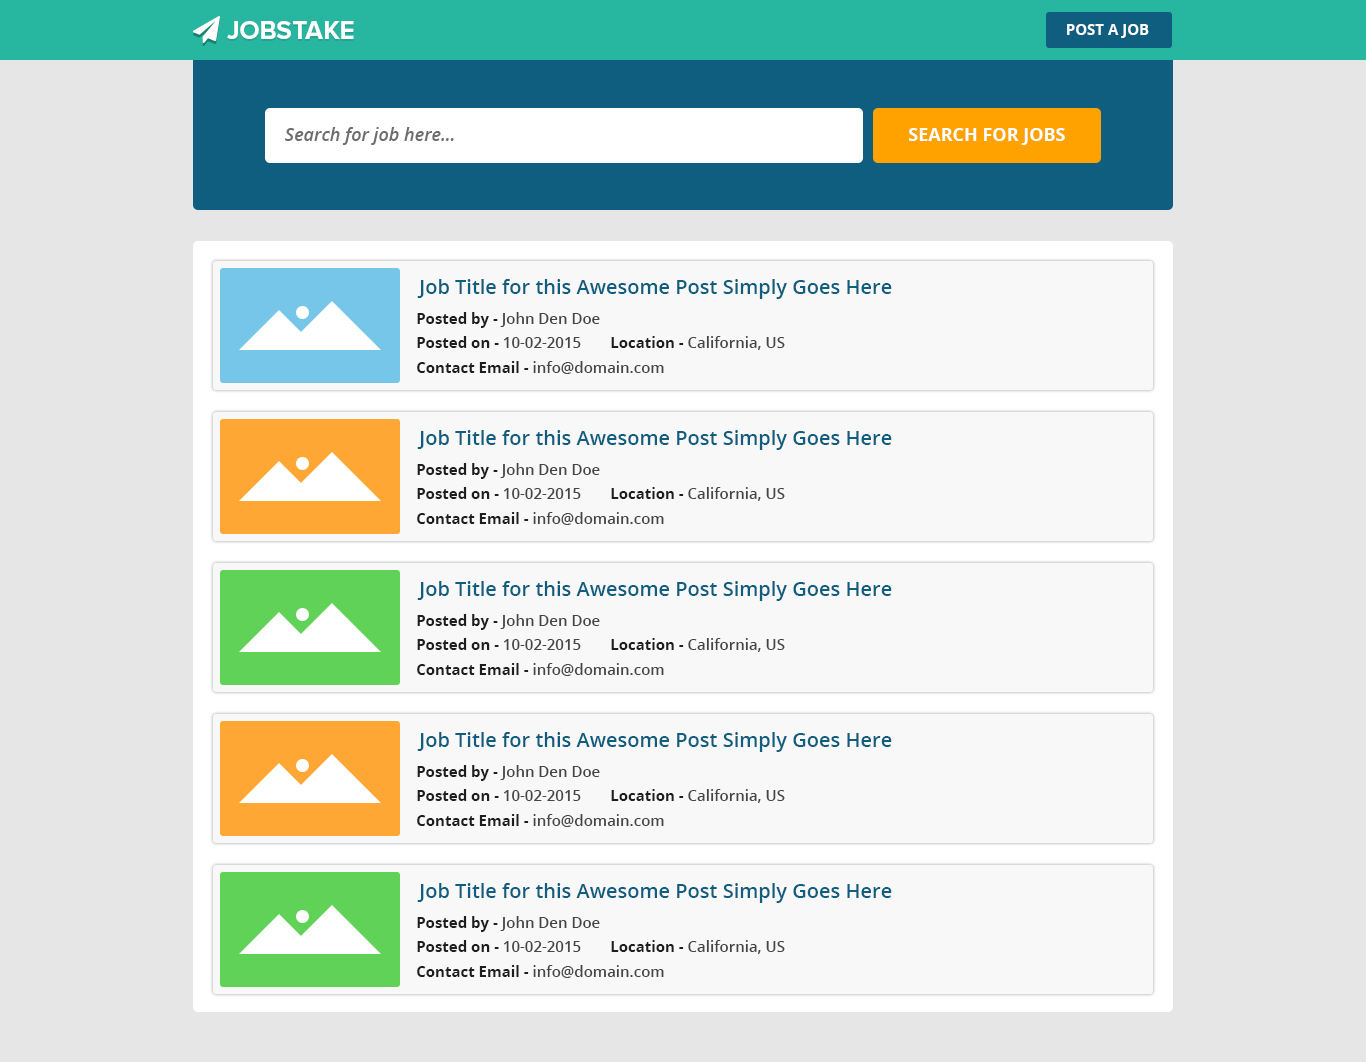 JOBSTAKE
POST A JOB
Search for job here...
SEARCH FOR JOBS
Job Title for this Awesome Post Simply Goes Here
Posted by - John Den Doe
Posted on - 10-02-2015 Location - California, US
Contact Email - info@domain.com
Job Title for this Awesome Post Simply Goes Here
Posted by - John Den Doe
Posted on - 10-02-2015 Location - California, US
Contact Email - info@domain.com
Job Title for this Awesome Post Simply Goes Here
Posted by - John Den Doe
Posted on - 10-02-2015 Location - California, US
Contact Email - info@domain.com
Job Title for this Awesome Post Simply Goes Here
Posted by - John Den Doe
Posted on - 10-02-2015 Location - California, US
Contact Email - info@domain.com
Job Title for this Awesome Post Simply Goes Here
Posted by - John Den Doe
Posted on - 10-02-2015 Location - California, US
Contact Email - info@domain.com